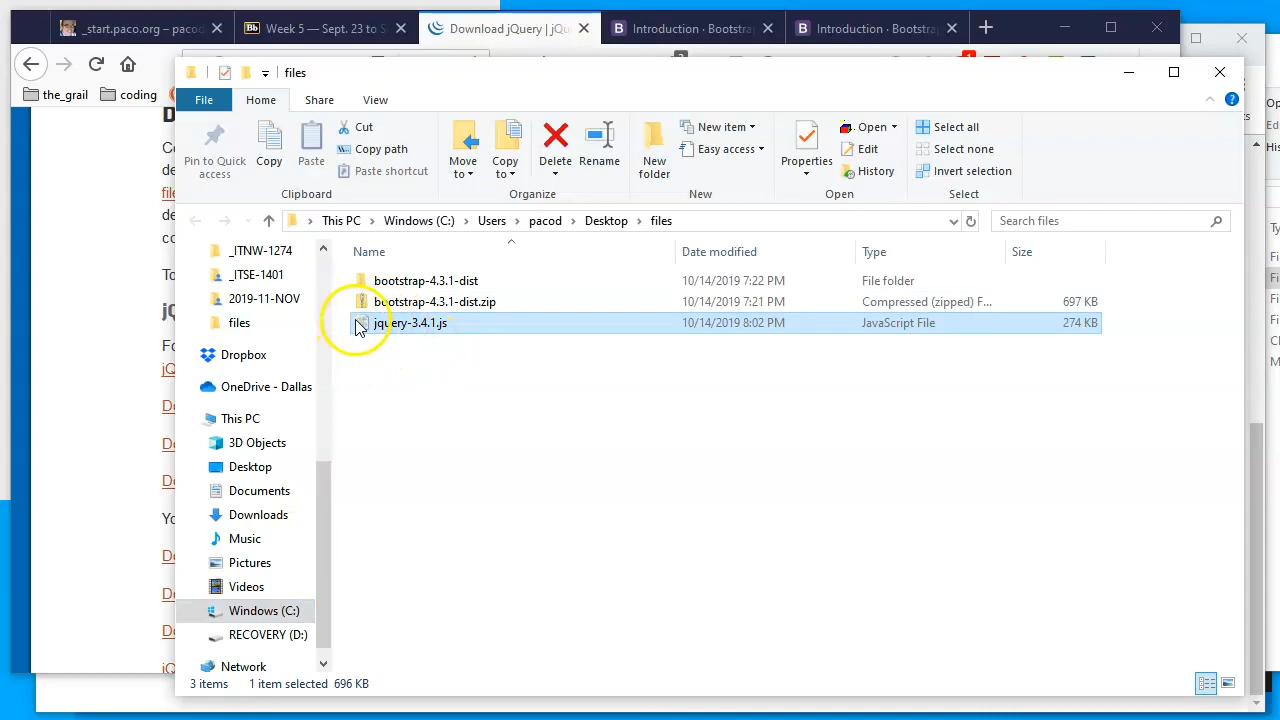 _start.paco.org — pacod
Week 5 — Sept. 23 to S
Download jQuery | jQu
Introduction · Bootstrap
Introduction · Bootstrap
files
the_grail
coding
File
Home
Share
View
Pin to Quick access
Copy
Paste
Cut
Copy path
Paste shortcut
Clipboard
Move to
Copy to
Delete
Rename
Organize
New folder
New item
Easy access
New
Properties
Open
Edit
History
Open
Select all
Select none
Invert selection
Select
This PC > Windows (C:) > Users > pacod > Desktop > files
Search files
Name Date modified Type Size
bootstrap-4.3.1-dist 10/14/2019 7:22 PM File folder
bootstrap-4.3.1-dist.zip 10/14/2019 7:21 PM Compressed (zipped) F... 697 KB
jquery-3.4.1.js 10/14/2019 8:02 PM JavaScript File 274 KB
_ITNW-1274
_ITSE-1401
2019-11-NOV
files
Dropbox
OneDrive - Dallas
This PC
3D Objects
Desktop
Documents
Downloads
Music
Pictures
Videos
Windows (C:)
RECOVERY (D:)
Network
3 items 1 item selected 696 KB